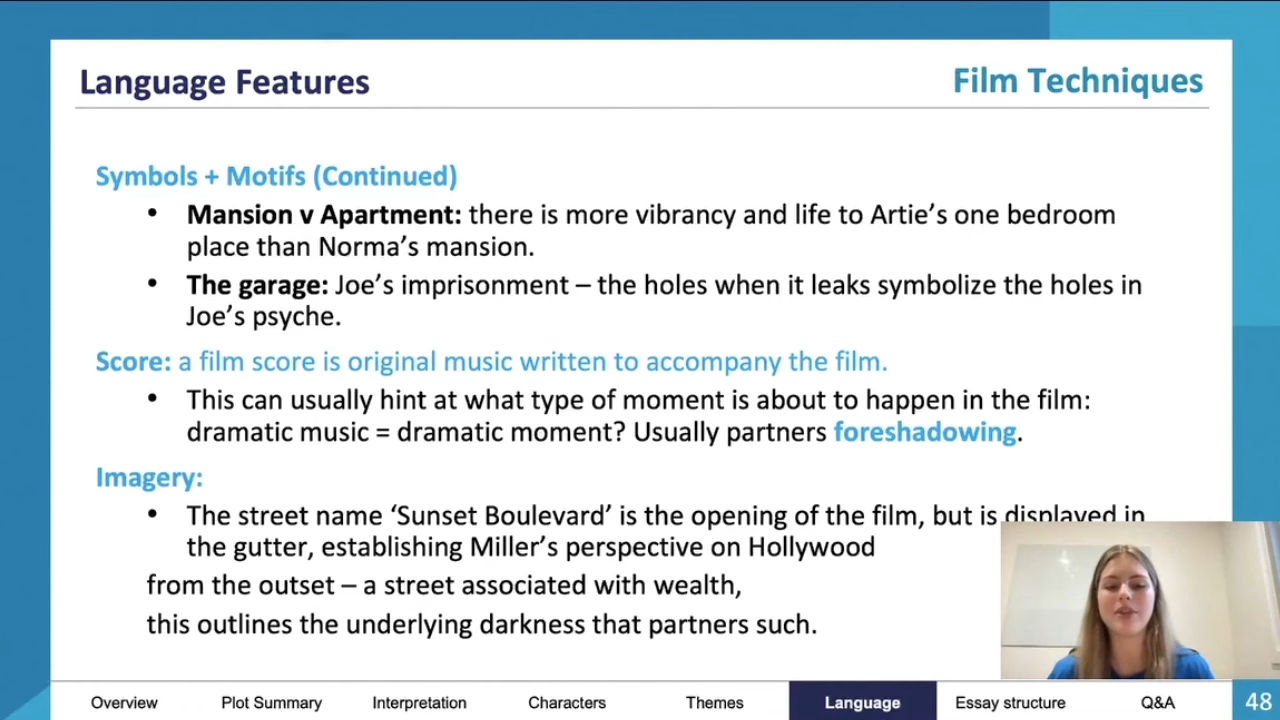 Language Features
Film Techniques
Symbols + Motifs (Continued)
• Mansion v Apartment: there is more vibrancy and life to Artie’s one bedroom
place than Norma’s mansion.
• The garage: Joe’s imprisonment – the holes when it leaks symbolize the holes in
Joe’s psyche.
Score: a film score is original music written to accompany the film.
• This can usually hint at what type of moment is about to happen in the film:
dramatic music = dramatic moment? Usually partners foreshadowing.
Imagery:
• The street name ‘Sunset Boulevard’ is the opening of the film, but is displayed in
the gutter, establishing Miller’s perspective on Hollywood
from the outset – a street associated with wealth,
this outlines the underlying darkness that partners such.
Overview Plot Summary Interpretation Characters Themes Language Essay structure Q&A 48